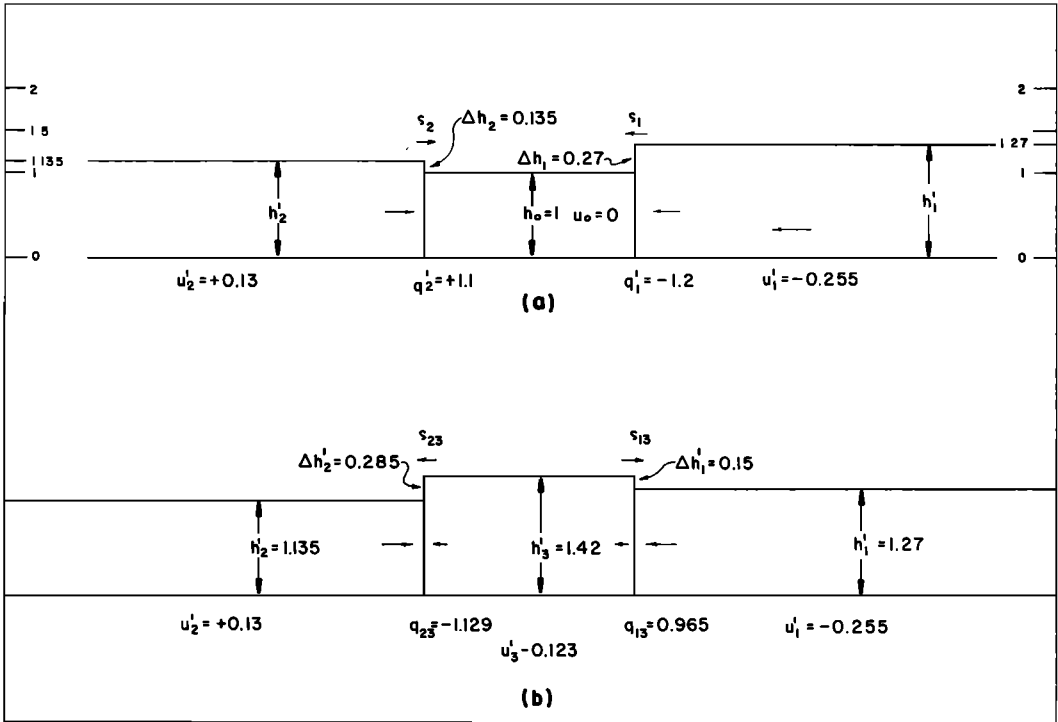 2 2
s₂ Δh₂ = 0.135 s₁
1.5
1.135 Δh₁ = 0.27 1.27
1 1
h'₂ h₀=1 u₀=0 h'₁
0 0
u'₂ = +0.13 q'₂ = +1.1 q'₁ = -1.2 u'₁ = -0.255
(a)
s₂₃ s₁₃
Δh'₂ = 0.285 Δh'₁ = 0.15
h'₂ = 1.135 h'₃ = 1.42 h'₁ = 1.27
u'₂ = +0.13 q₂₃ = -1.129 q₁₃ = 0.965 u'₁ = -0.255
u'₃ - 0.123
(b)